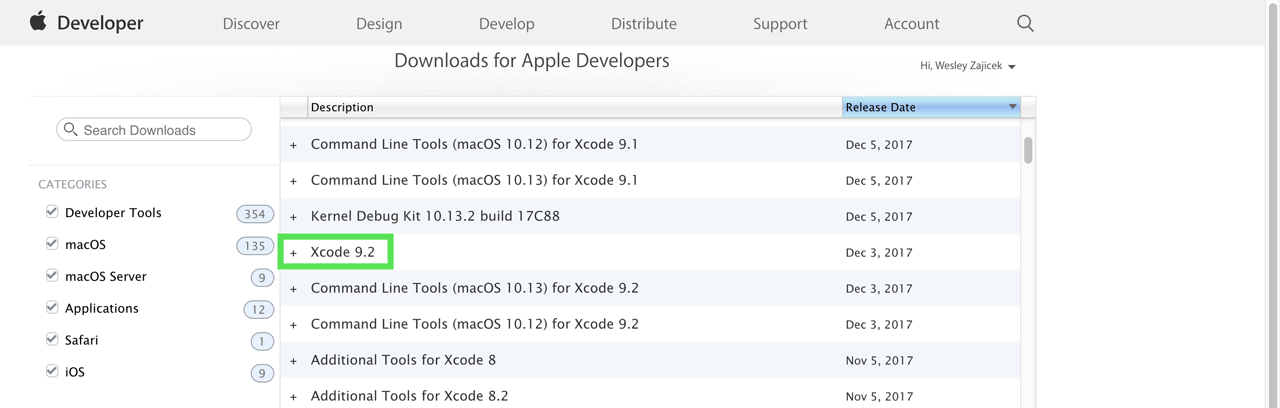 Developer Discover Design Develop Distribute Support Account
Downloads for Apple Developers
Hi, Wesley Zajicek
Search Downloads
CATEGORIES
Developer Tools 354
macOS 135
macOS Server 9
Applications 12
Safari 1
iOS 9
Description Release Date
+ Command Line Tools (macOS 10.12) for Xcode 9.1 Dec 5, 2017
+ Command Line Tools (macOS 10.13) for Xcode 9.1 Dec 5, 2017
+ Kernel Debug Kit 10.13.2 build 17C88 Dec 5, 2017
+ Xcode 9.2 Dec 3, 2017
+ Command Line Tools (macOS 10.13) for Xcode 9.2 Dec 3, 2017
+ Command Line Tools (macOS 10.12) for Xcode 9.2 Dec 3, 2017
+ Additional Tools for Xcode 8 Nov 5, 2017
+ Additional Tools for Xcode 8.2 Nov 5, 2017